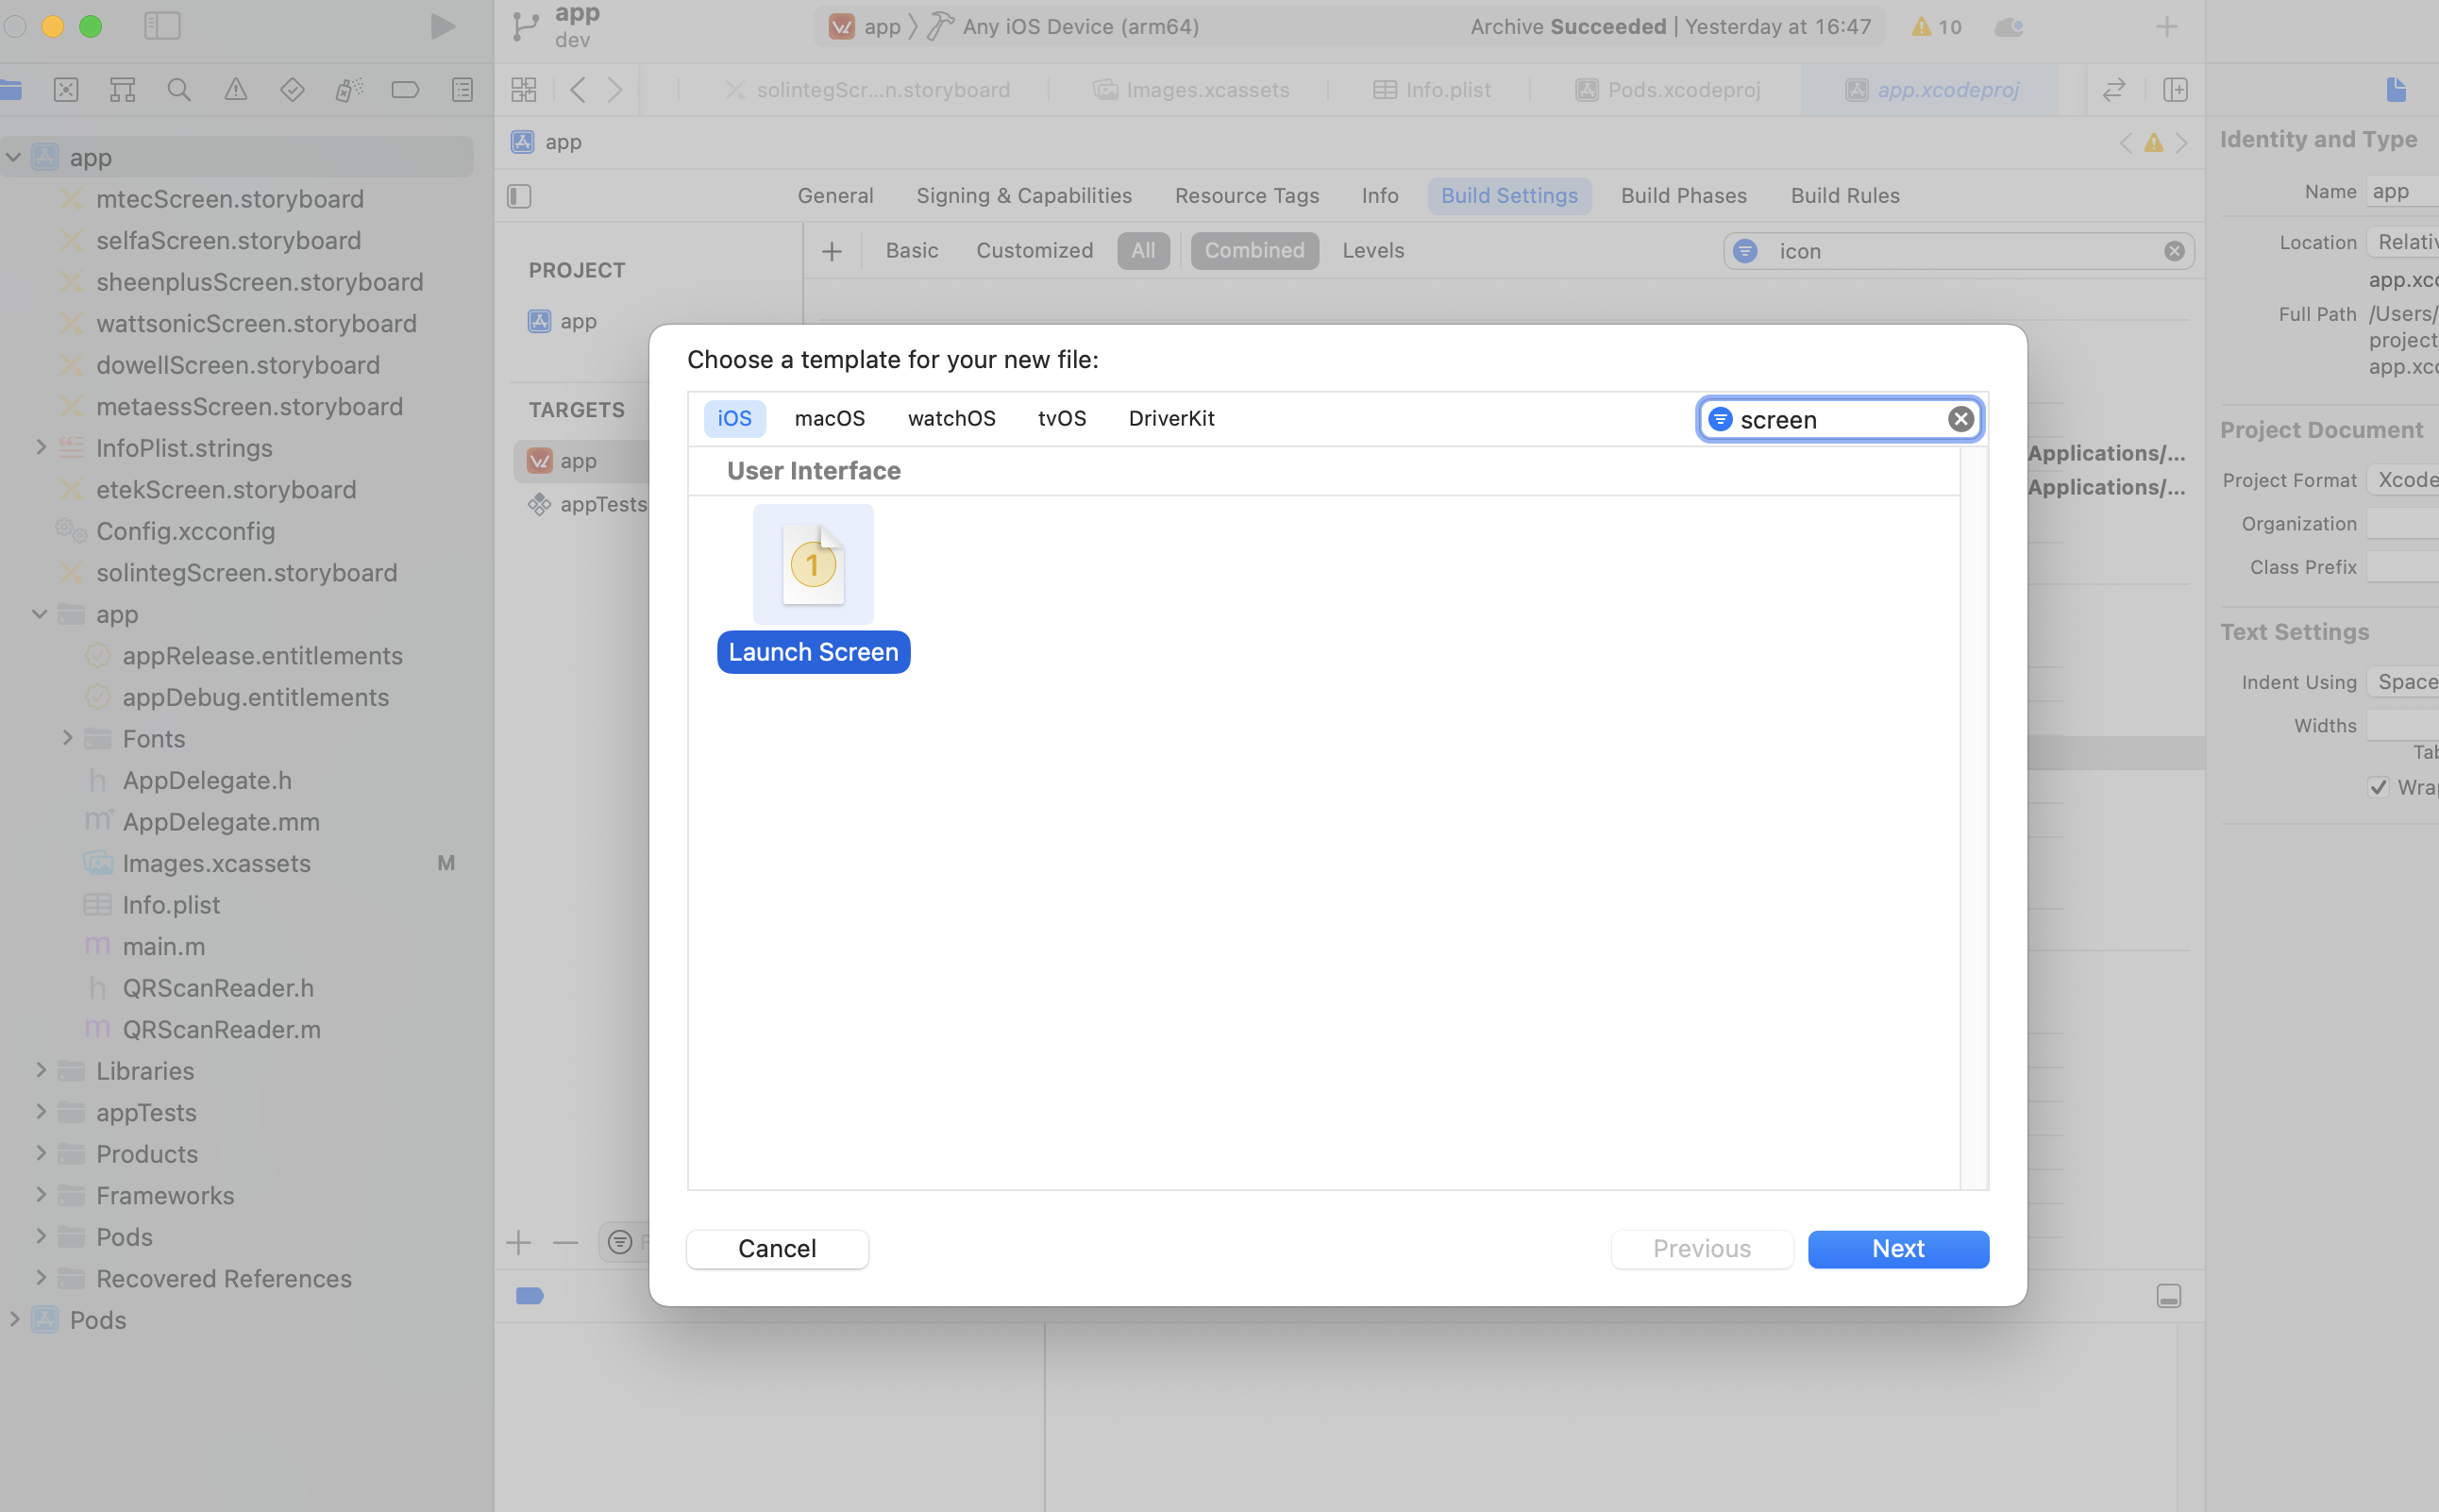 app
dev
app
Any iOS Device (arm64)
Archive Succeeded | Yesterday at 16:47
10
solintegScr...n.storyboard
Images.xcassets
Info.plist
Pods.xcodeproj
app.xcodeproj
app
General
Signing & Capabilities
Resource Tags
Info
Build Settings
Build Phases
Build Rules
Basic
Customized
All
Combined
Levels
icon
PROJECT
app
TARGETS
app
appTests
app
mtecScreen.storyboard
selfaScreen.storyboard
sheenplusScreen.storyboard
wattsonicScreen.storyboard
dowellScreen.storyboard
metaessScreen.storyboard
InfoPlist.strings
etekScreen.storyboard
Config.xcconfig
solintegScreen.storyboard
app
appRelease.entitlements
appDebug.entitlements
Fonts
h AppDelegate.h
m+ AppDelegate.mm
Images.xcassets
M
Info.plist
m main.m
h QRScanReader.h
m QRScanReader.m
Libraries
appTests
Products
Frameworks
Pods
Recovered References
Pods
Choose a template for your new file:
iOS
macOS
watchOS
tvOS
DriverKit
screen
User Interface
1
Launch Screen
Cancel
Previous
Next
Applications/...
Applications/...
Identity and Type
Name app
Location Relativ
app.xc
Full Path /Users/
project
app.xc
Project Document
Project Format Xcode
Organization
Class Prefix
Text Settings
Indent Using Space
Widths
Tab
Wra